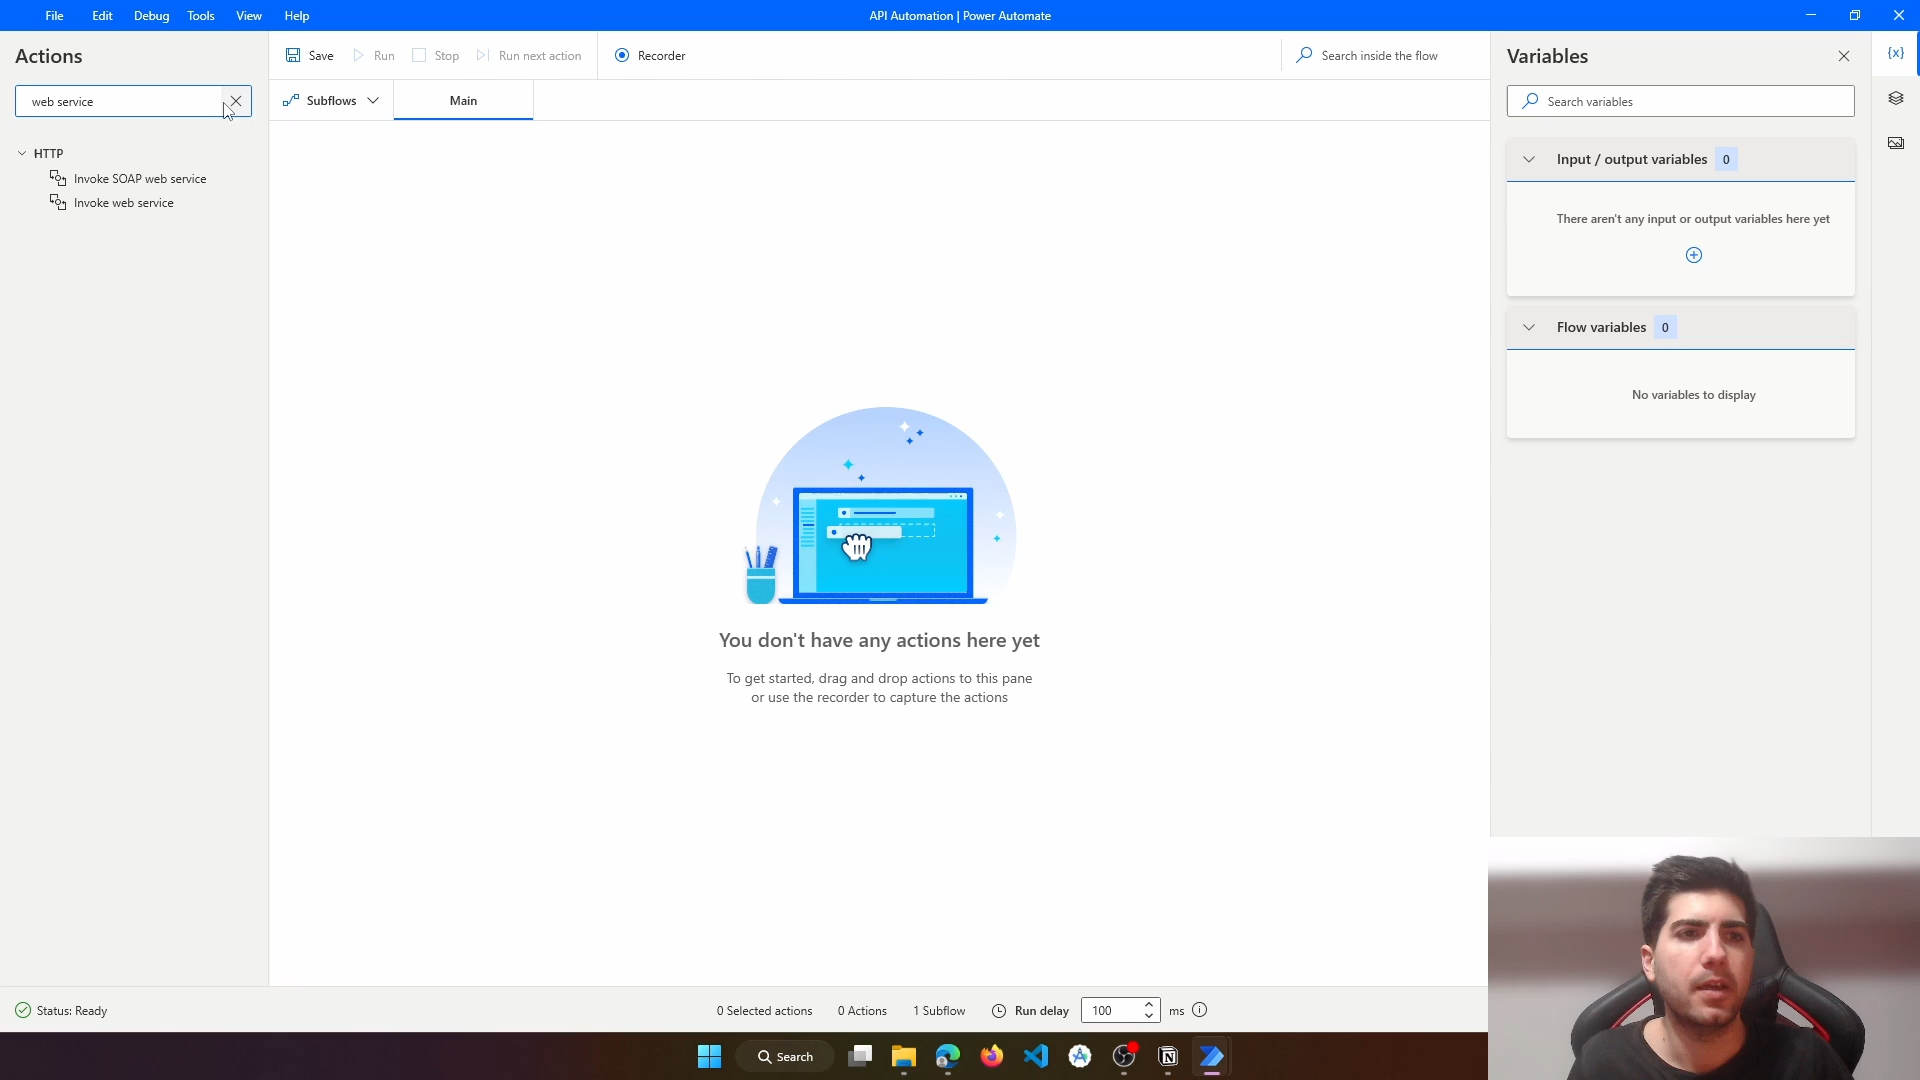 File Edit Debug Tools View Help
API Automation | Power Automate
Actions
web service
HTTP
Invoke SOAP web service
Invoke web service
Save Run Stop Run next action Recorder
Search inside the flow
Subflows Main
You don't have any actions here yet
To get started, drag and drop actions to this pane
or use the recorder to capture the actions
Variables
{x}
Search variables
Input / output variables 0
There aren't any input or output variables here yet
Flow variables 0
No variables to display
Status: Ready
0 Selected actions 0 Actions 1 Subflow Run delay 100 ms
Search